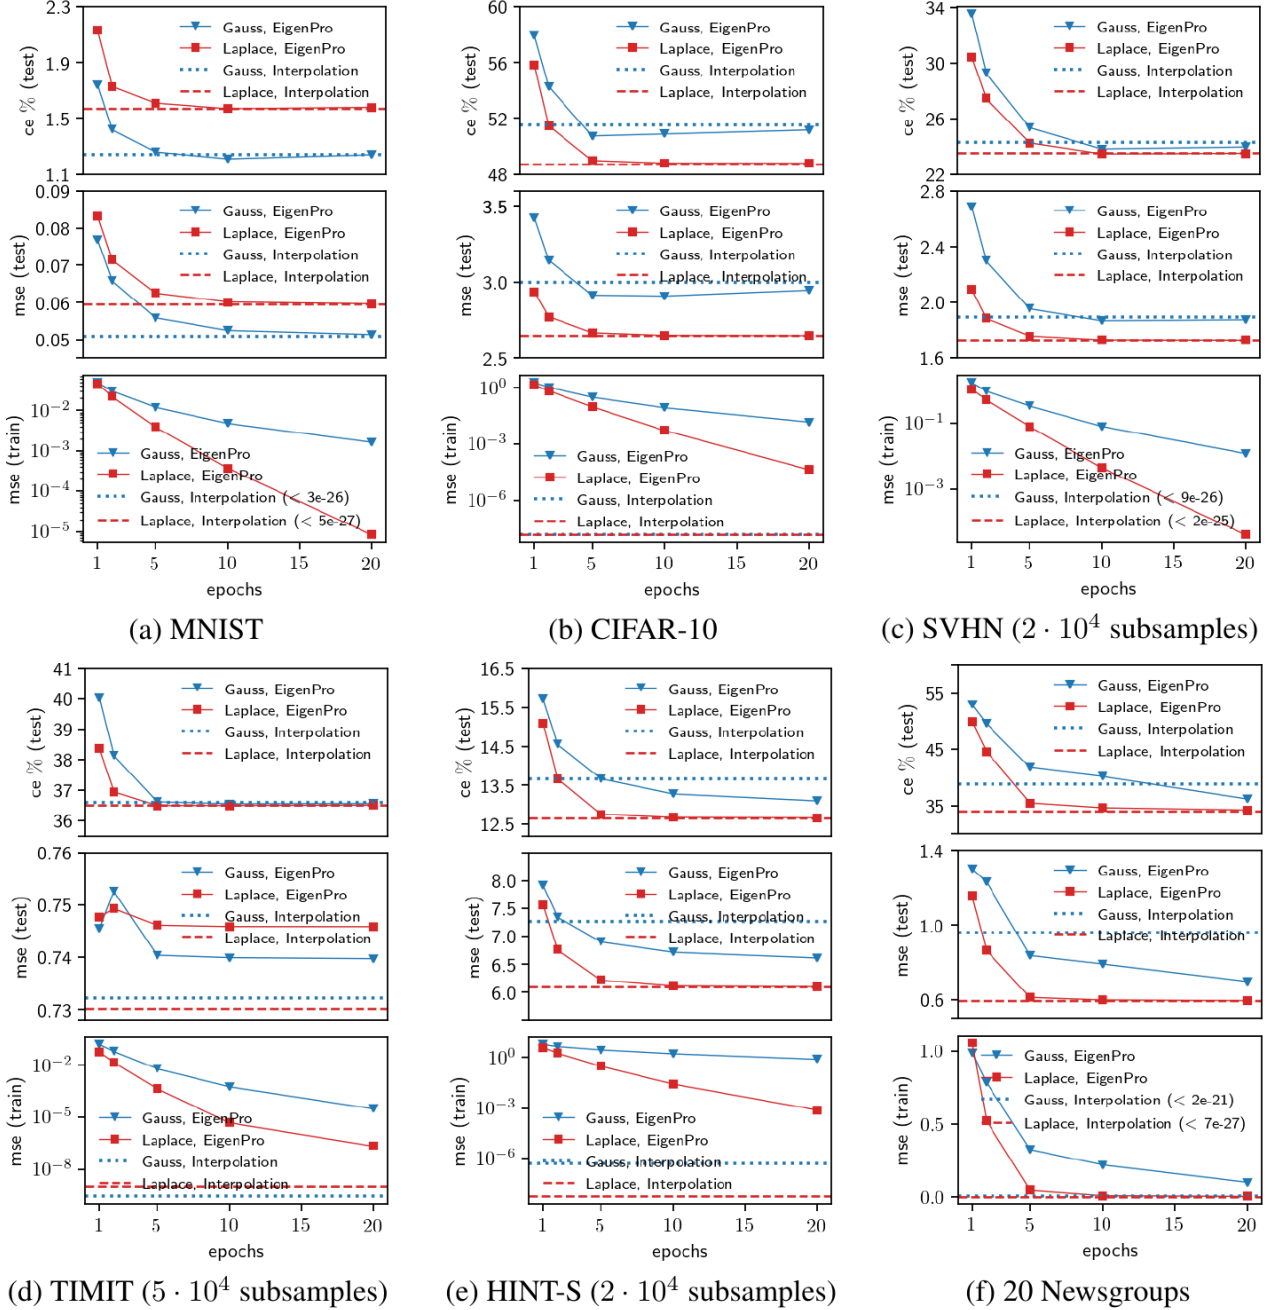 2.3
1.9
1.5
1.1
ce % (test)
Gauss, EigenPro
Laplace, EigenPro
Gauss, Interpolation
Laplace, Interpolation
0.09
0.08
0.07
0.06
0.05
mse (test)
Gauss, EigenPro
Laplace, EigenPro
Gauss, Interpolation
Laplace, Interpolation
10⁻²
10⁻³
10⁻⁴
10⁻⁵
mse (train)
Gauss, EigenPro
Laplace, EigenPro
Gauss, Interpolation (< 3e-26)
Laplace, Interpolation (< 5e-27)
1 5 10 15 20
epochs
(a) MNIST
60
56
52
48
ce % (test)
Gauss, EigenPro
Laplace, EigenPro
Gauss, Interpolation
Laplace, Interpolation
3.5
3.0
2.5
mse (test)
Gauss, EigenPro
Laplace, EigenPro
Gauss, Interpolation
Laplace, Interpolation
10⁰
10⁻³
10⁻⁶
mse (train)
Gauss, EigenPro
Laplace, EigenPro
Gauss, Interpolation
Laplace, Interpolation
1 5 10 15 20
epochs
(b) CIFAR-10
34
30
26
22
ce % (test)
Gauss, EigenPro
Laplace, EigenPro
Gauss, Interpolation
Laplace, Interpolation
2.8
2.4
2.0
1.6
mse (test)
Gauss, EigenPro
Laplace, EigenPro
Gauss, Interpolation
Laplace, Interpolation
10⁻¹
10⁻³
mse (train)
Gauss, EigenPro
Laplace, EigenPro
Gauss, Interpolation (< 9e-26)
Laplace, Interpolation (< 2e-25)
1 5 10 15 20
epochs
(c) SVHN (2 · 10⁴ subsamples)
41
40
39
38
37
36
ce % (test)
Gauss, EigenPro
Laplace, EigenPro
Gauss, Interpolation
Laplace, Interpolation
0.76
0.75
0.74
0.73
mse (test)
Gauss, EigenPro
Laplace, EigenPro
Gauss, Interpolation
Laplace, Interpolation
10⁻²
10⁻⁵
10⁻⁸
mse (train)
Gauss, EigenPro
Laplace, EigenPro
Gauss, Interpolation
Laplace, Interpolation
1 5 10 15 20
epochs
(d) TIMIT (5 · 10⁴ subsamples)
16.5
15.5
14.5
13.5
12.5
ce % (test)
Gauss, EigenPro
Laplace, EigenPro
Gauss, Interpolation
Laplace, Interpolation
8.0
7.5
7.0
6.5
6.0
mse (test)
Gauss, EigenPro
Laplace, EigenPro
Gauss, Interpolation
Laplace, Interpolation
10⁰
10⁻³
10⁻⁶
mse (train)
Gauss, EigenPro
Laplace, EigenPro
Gauss, Interpolation
Laplace, Interpolation
1 5 10 15 20
epochs
(e) HINT-S (2 · 10⁴ subsamples)
55
45
35
ce % (test)
Gauss, EigenPro
Laplace, EigenPro
Gauss, Interpolation
Laplace, Interpolation
1.4
1.0
0.6
mse (test)
Gauss, EigenPro
Laplace, EigenPro
Gauss, Interpolation
Laplace, Interpolation
1.0
0.5
0.0
mse (train)
Gauss, EigenPro
Laplace, EigenPro
Gauss, Interpolation (< 2e-21)
Laplace, Interpolation (< 7e-27)
1 5 10 15 20
epochs
(f) 20 Newsgroups